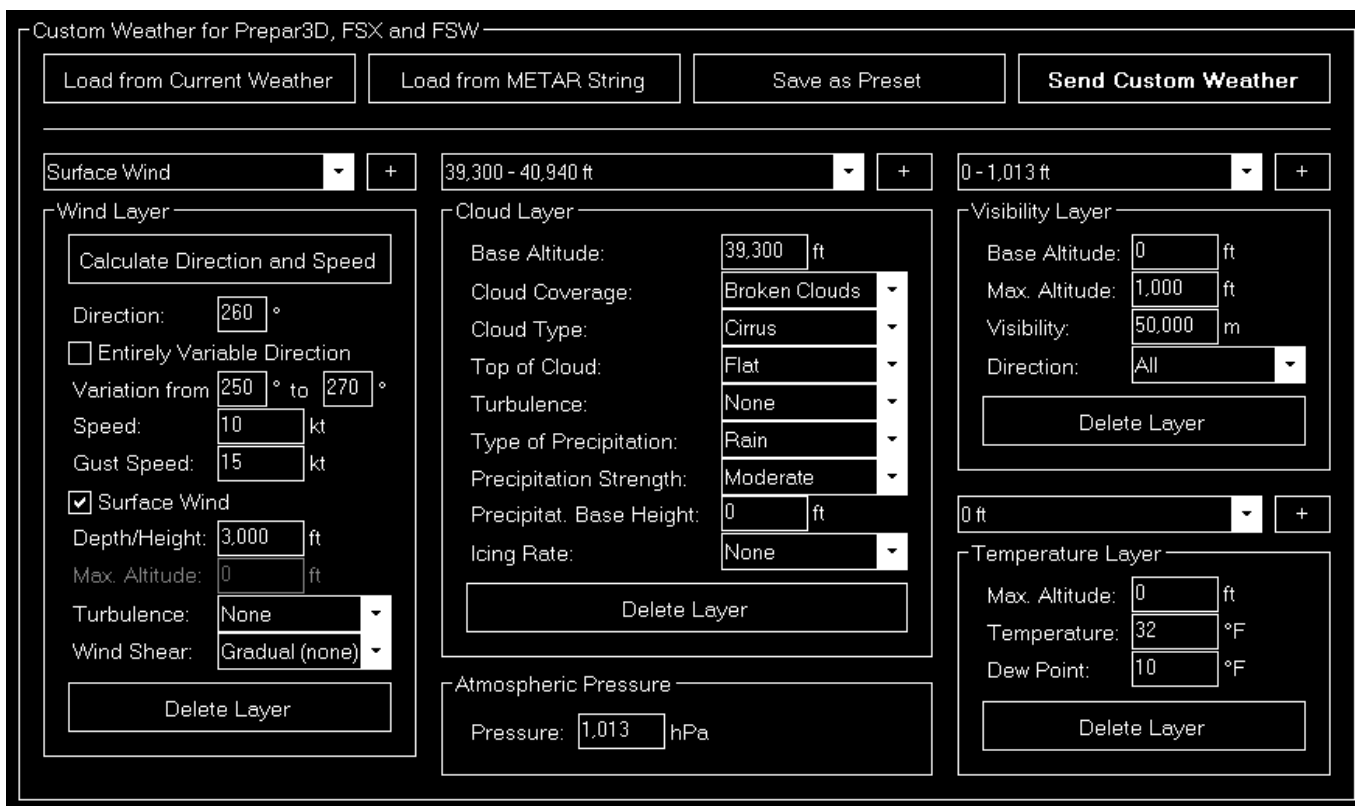 Custom Weather for Prepar3D, FSX and FSW
Load from Current Weather
Load from METAR String
Save as Preset
Send Custom Weather
Surface Wind
+
Wind Layer
Calculate Direction and Speed
Direction: 260 °
Entirely Variable Direction
Variation from 250 ° to 270 °
Speed: 10 kt
Gust Speed: 15 kt
Surface Wind
Depth/Height: 3,000 ft
Max. Altitude: 0 ft
Turbulence: None
Wind Shear: Gradual (none)
Delete Layer
39,300 - 40,940 ft
+
Cloud Layer
Base Altitude: 39,300 ft
Cloud Coverage: Broken Clouds
Cloud Type: Cirrus
Top of Cloud: Flat
Turbulence: None
Type of Precipitation: Rain
Precipitation Strength: Moderate
Precipitat. Base Height: 0 ft
Icing Rate: None
Delete Layer
Atmospheric Pressure
Pressure: 1,013 hPa
0 - 1,013 ft
+
Visibility Layer
Base Altitude: 0 ft
Max. Altitude: 1,000 ft
Visibility: 50,000 m
Direction: All
Delete Layer
0 ft
+
Temperature Layer
Max. Altitude: 0 ft
Temperature: 32 °F
Dew Point: 10 °F
Delete Layer